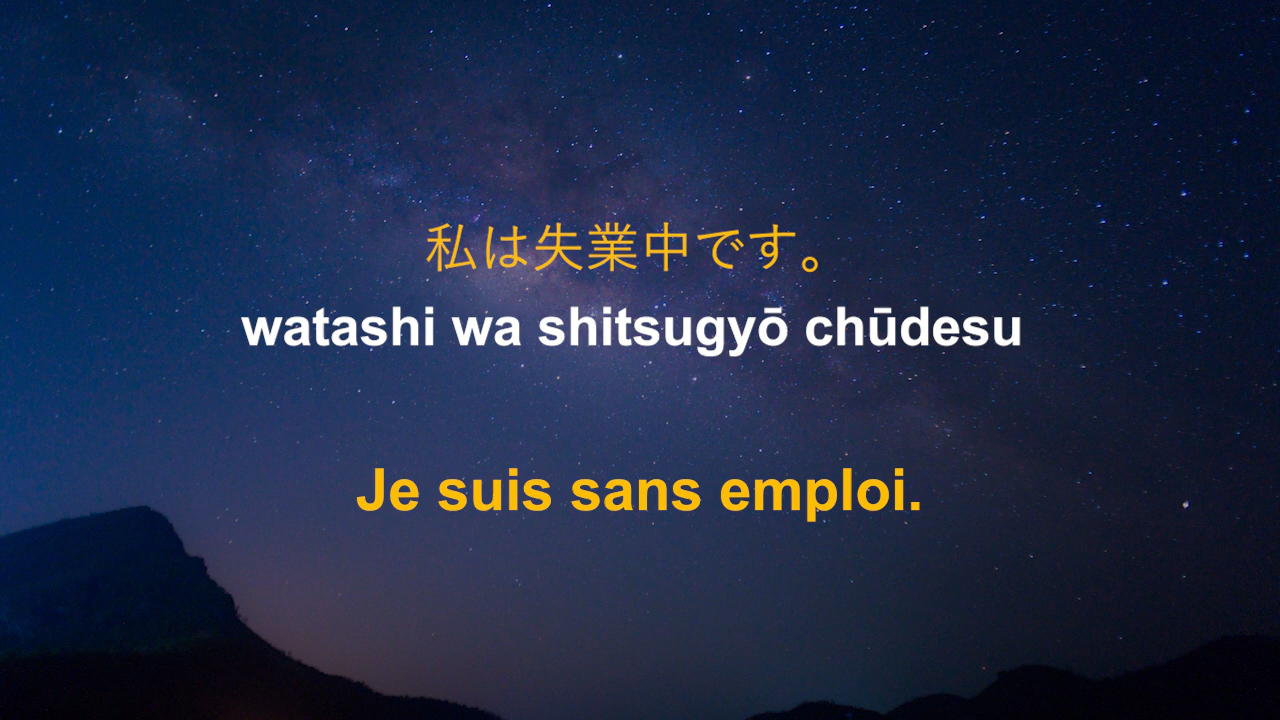 私は失業中です。
watashi wa shitsugyō chūdesu
Je suis sans emploi.